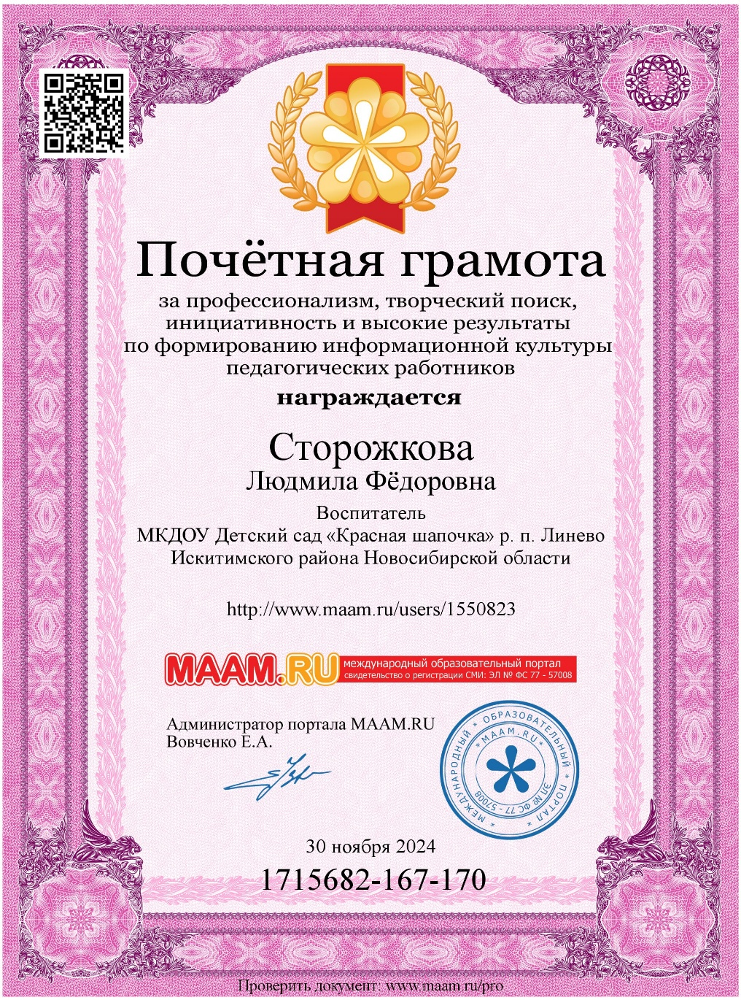 Почётная грамота
за профессионализм, творческий поиск,
инициативность и высокие результаты
по формированию информационной культуры
педагогических работников
награждается
Сторожкова
Людмила Фёдоровна
Воспитатель
МКДОУ Детский сад «Красная шапочка» р. п. Линево
Искитимского района Новосибирской области
http://www.maam.ru/users/1550823
MAAM.RU международный образовательный портал
свидетельство о регистрации СМИ: ЭЛ № ФС 77 - 57008
Администратор портала MAAM.RU
Вовченко Е.А.
* МЕЖДУНАРОДНЫЙ * ОБРАЗОВАТЕЛЬНЫЙ * ПОРТАЛ *
* MAAM.RU *
ЭЛ № ФС 77 - 57008
30 ноября 2024
1715682-167-170
Проверить документ: www.maam.ru/pro